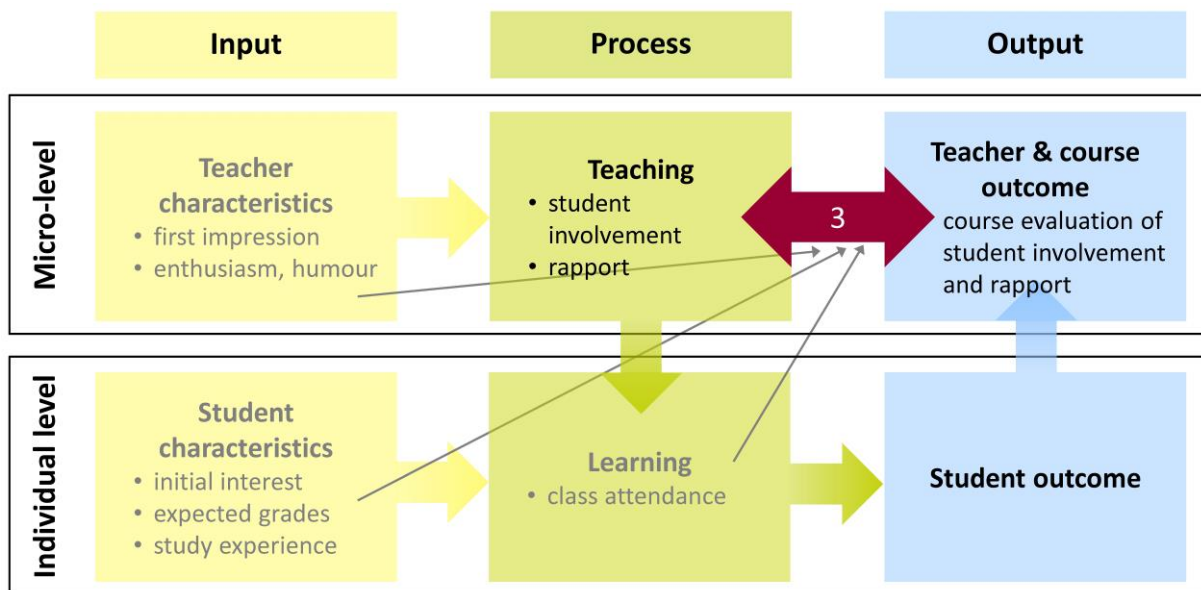 Input
Process
Output
Micro-level
Teacher
characteristics
• first impression
• enthusiasm, humour
Teaching
• student
involvement
• rapport
3
Teacher & course
outcome
course evaluation of
student involvement
and rapport
Individual level
Student
characteristics
• initial interest
• expected grades
• study experience
Learning
• class attendance
Student outcome